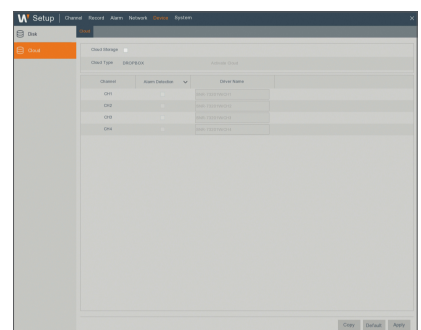 W Setup Channel Record Alarm Network Device System
Disk
Cloud
Cloud
Cloud Storage
Cloud Type DROPBOX
Channel Alarm Detection Driver Name
CH1
CH2
CH3
CH4
Copy Default Apply